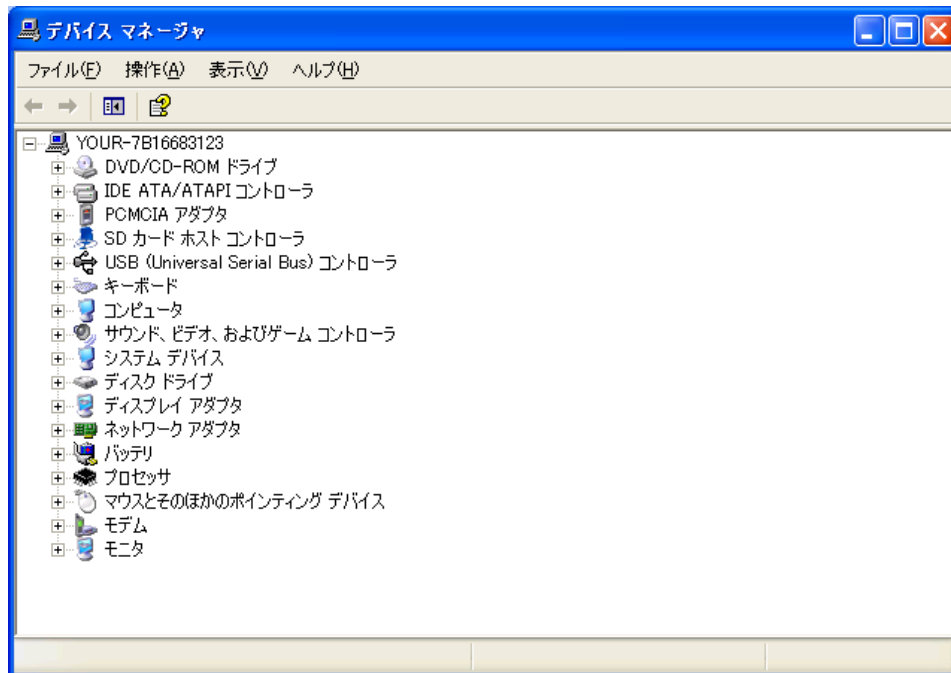 デバイス マネージャ
ファイル(F) 操作(A) 表示(V) ヘルプ(H)
YOUR-7B16683123
DVD/CD-ROM ドライブ
IDE ATA/ATAPI コントローラ
PCMCIA アダプタ
SD カード ホスト コントローラ
USB (Universal Serial Bus) コントローラ
キーボード
コンピュータ
サウンド、ビデオ、およびゲーム コントローラ
システム デバイス
ディスク ドライブ
ディスプレイ アダプタ
ネットワーク アダプタ
バッテリ
プロセッサ
マウスとそのほかのポインティング デバイス
モデム
モニタ